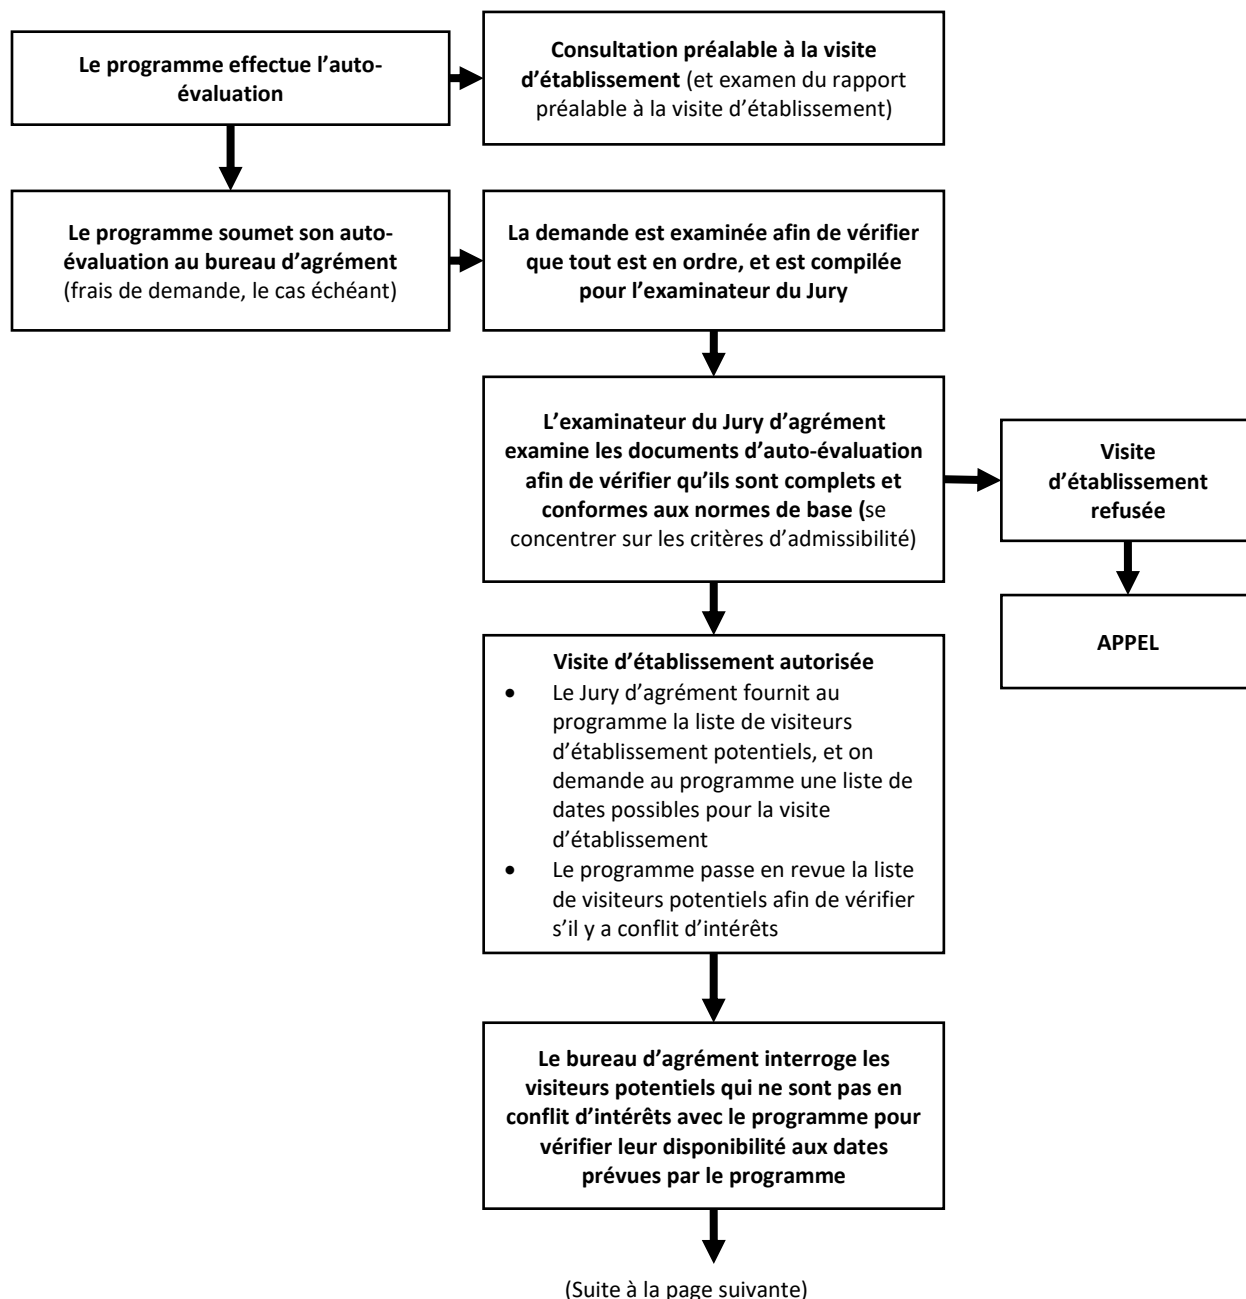 Le programme effectue l’auto-
évaluation
Consultation préalable à la visite
d’établissement (et examen du rapport
préalable à la visite d’établissement)
Le programme soumet son auto-
évaluation au bureau d’agrément
(frais de demande, le cas échéant)
La demande est examinée afin de vérifier
que tout est en ordre, et est compilée
pour l’examinateur du Jury
L’examinateur du Jury d’agrément
examine les documents d’auto-évaluation
afin de vérifier qu’ils sont complets et
conformes aux normes de base (se
concentrer sur les critères d’admissibilité)
Visite
d’établissement
refusée
APPEL
Visite d’établissement autorisée
• Le Jury d’agrément fournit au
programme la liste de visiteurs
d’établissement potentiels, et on
demande au programme une liste de
dates possibles pour la visite
d’établissement
• Le programme passe en revue la liste
de visiteurs potentiels afin de vérifier
s’il y a conflit d’intérêts
Le bureau d’agrément interroge les
visiteurs potentiels qui ne sont pas en
conflit d’intérêts avec le programme pour
vérifier leur disponibilité aux dates
prévues par le programme
(Suite à la page suivante)